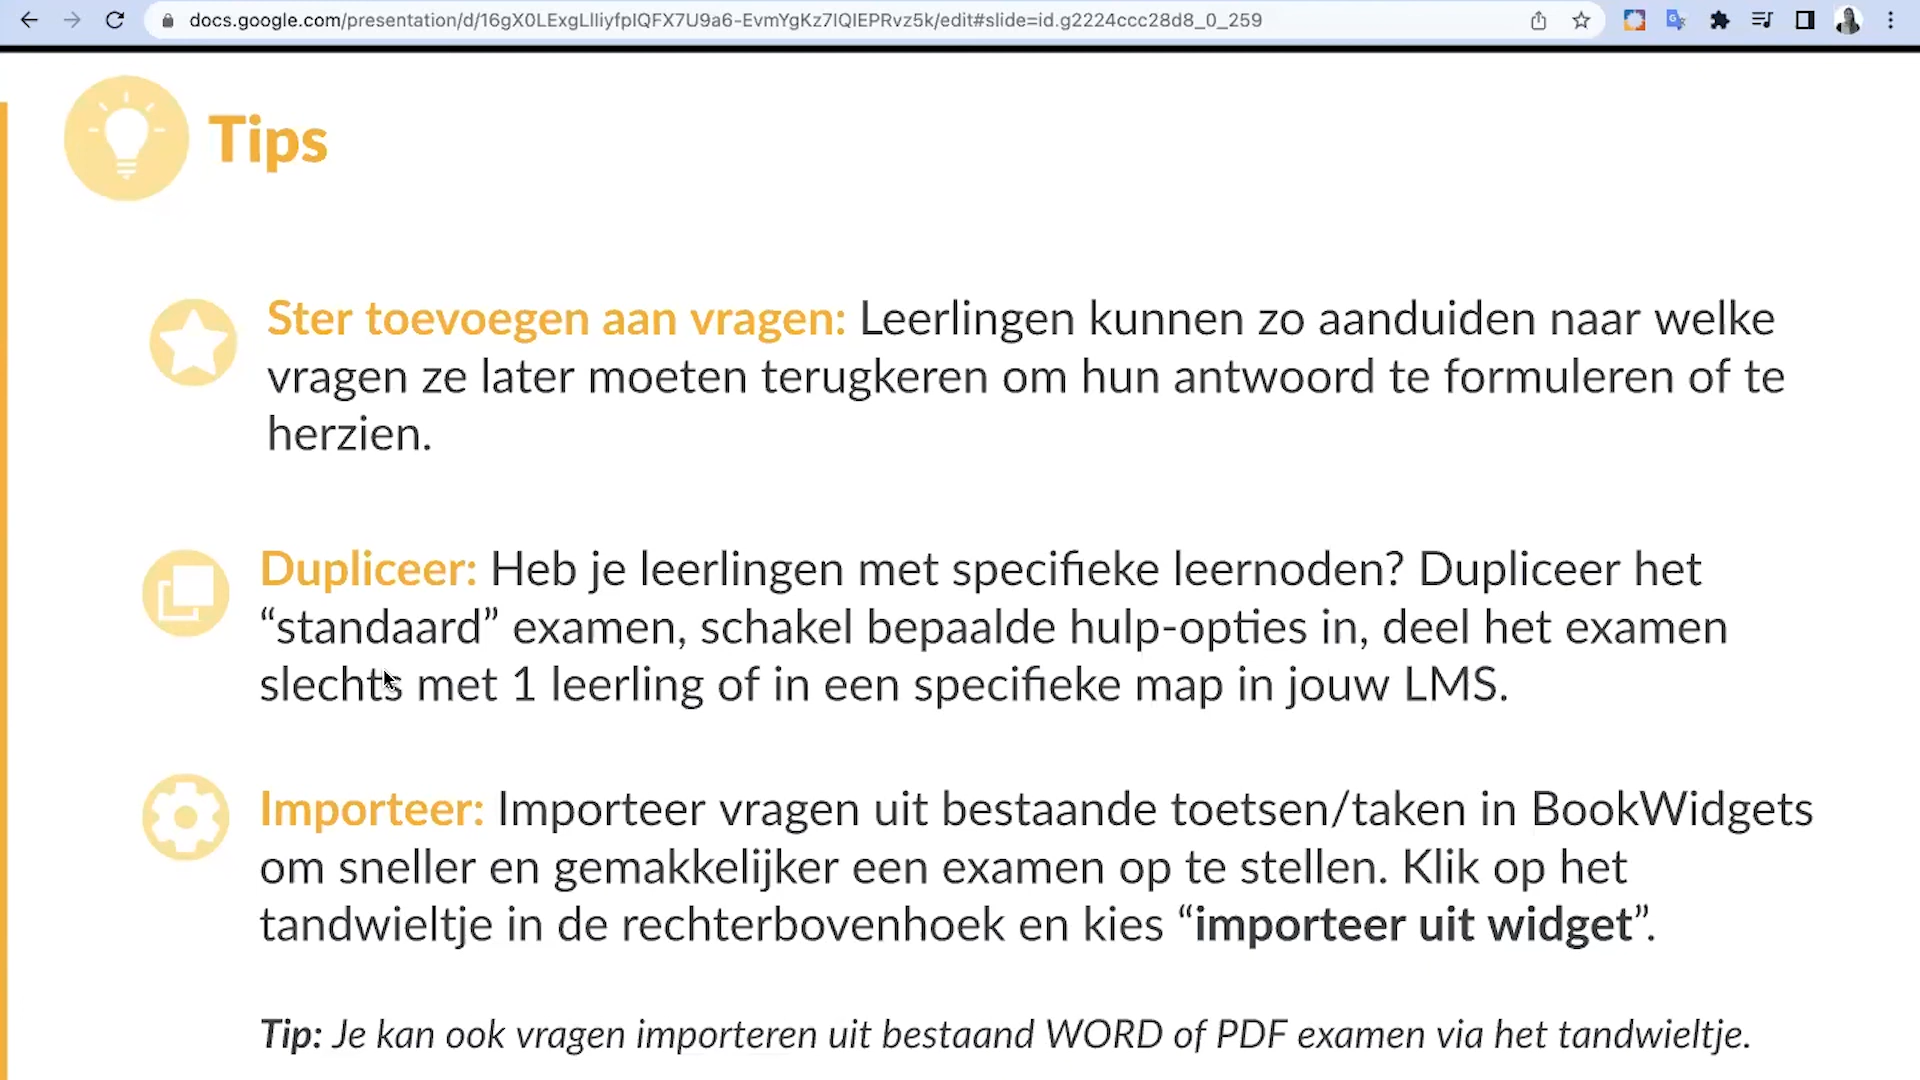 docs.google.com/presentation/d/16gX0LExgLlliyfpIQFX7U9a6-EvmYgKz7IQIEPRvz5k/edit#slide=id.g2224ccc28d8_0_259
Tips
Ster toevoegen aan vragen: Leerlingen kunnen zo aanduiden naar welke
vragen ze later moeten terugkeren om hun antwoord te formuleren of te
herzien.
Dupliceer: Heb je leerlingen met specifieke leernoden? Dupliceer het
“standaard” examen, schakel bepaalde hulp-opties in, deel het examen
slechts met 1 leerling of in een specifieke map in jouw LMS.
Importeer: Importeer vragen uit bestaande toetsen/taken in BookWidgets
om sneller en gemakkelijker een examen op te stellen. Klik op het
tandwieltje in de rechterbovenhoek en kies “importeer uit widget”.
Tip: Je kan ook vragen importeren uit bestaand WORD of PDF examen via het tandwieltje.